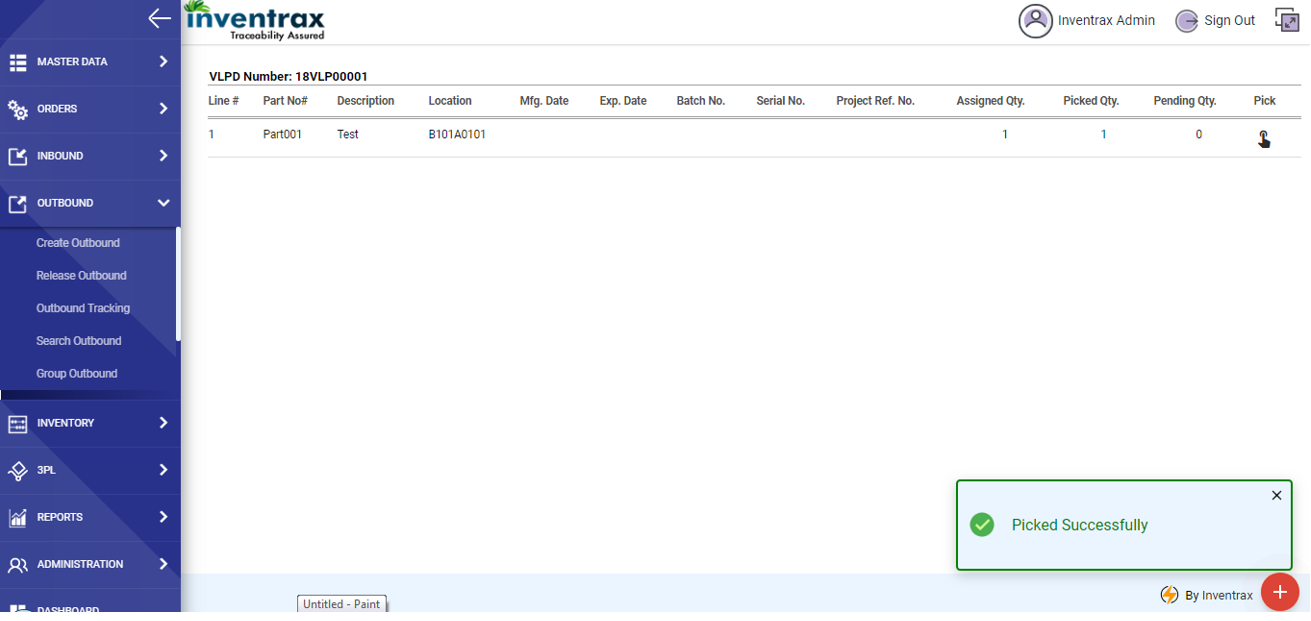 inventrax
Traceability Assured
Inventrax Admin
Sign Out
MASTER DATA
ORDERS
INBOUND
OUTBOUND
Create Outbound
Release Outbound
Outbound Tracking
Search Outbound
Group Outbound
INVENTORY
3PL
REPORTS
ADMINISTRATION
DASHBOARD
VLPD Number: 18VLP00001
Line # Part No# Description Location Mfg. Date Exp. Date Batch No. Serial No. Project Ref. No. Assigned Qty. Picked Qty. Pending Qty. Pick
1 Part001 Test B101A0101 1 1 0
Picked Successfully
By Inventrax
Untitled - Paint